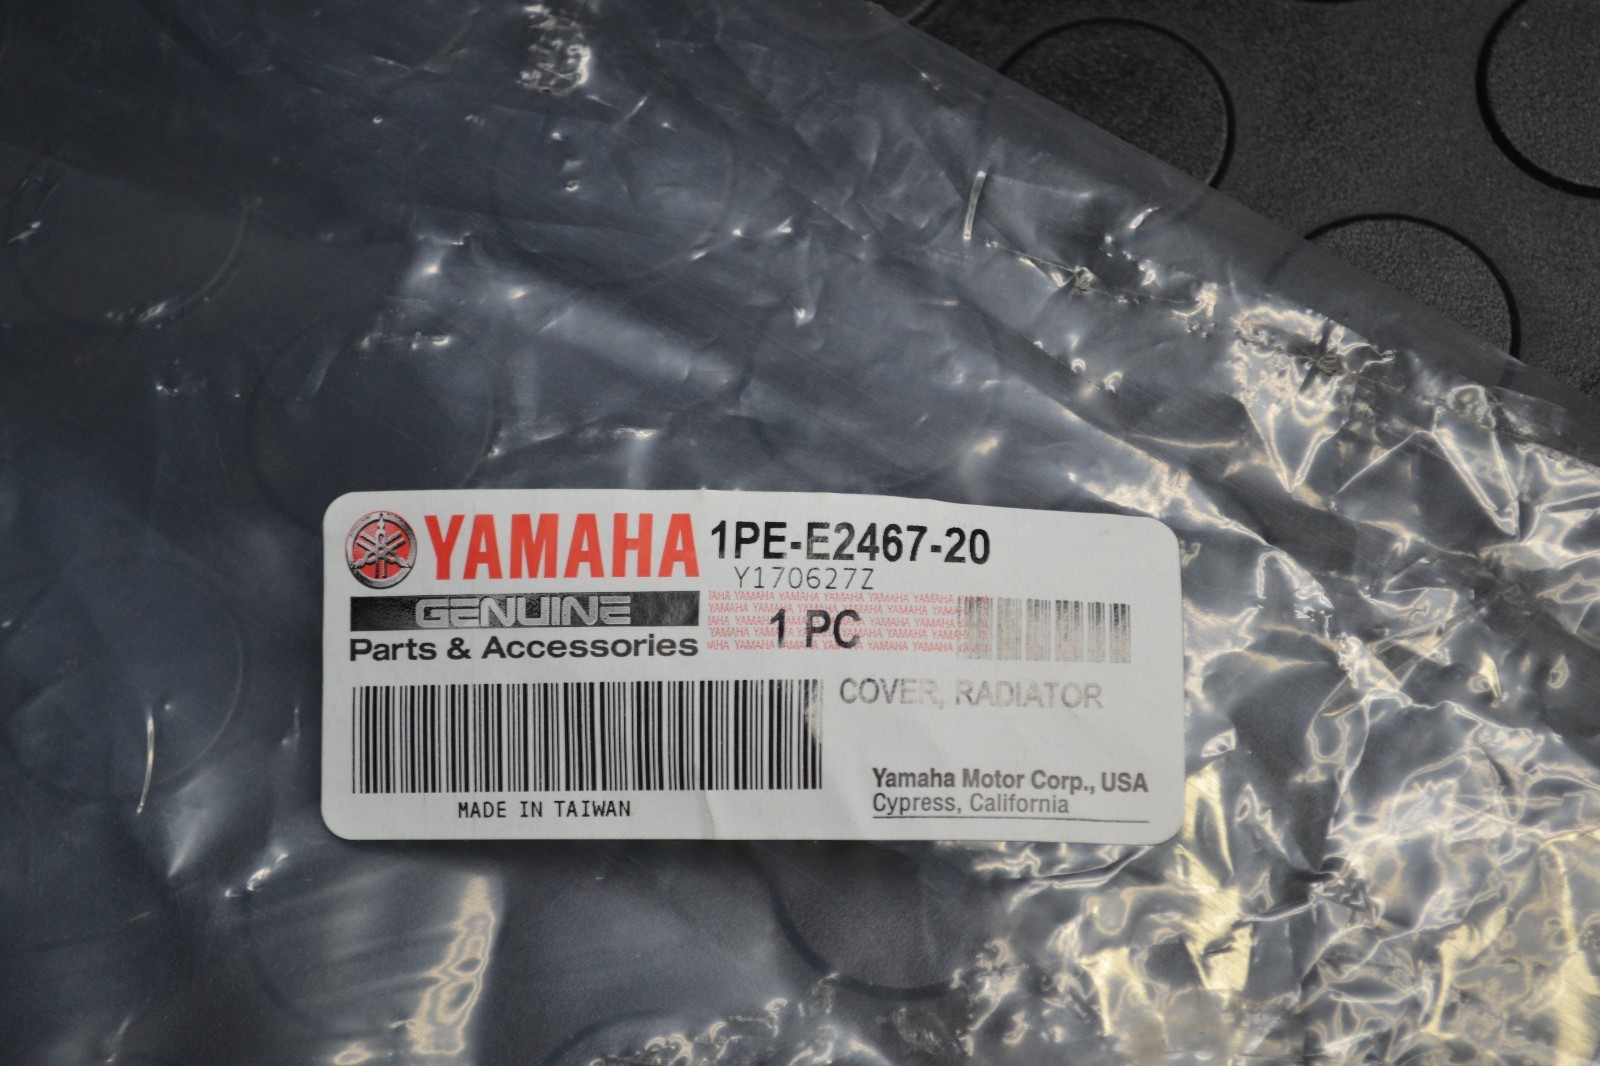 YAMAHA 1PE-E2467-20
Y170627Z
GENUINE
Parts & Accessories
1 PC
COVER, RADIATOR
MADE IN TAIWAN
Yamaha Motor Corp., USA
Cypress, California